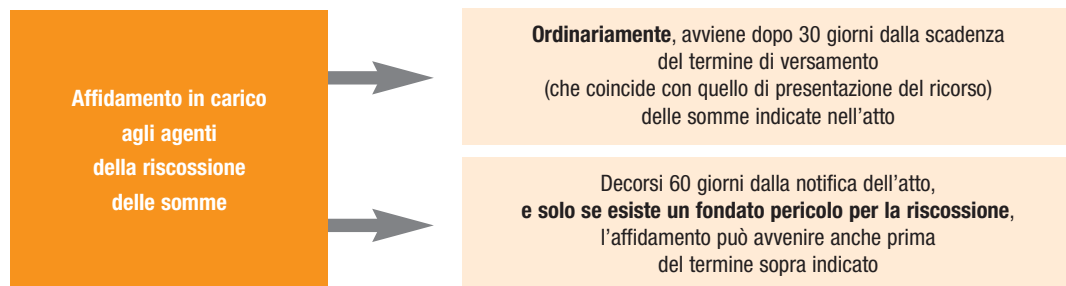 Affidamento in carico
agli agenti
della riscossione
delle somme
Ordinariamente, avviene dopo 30 giorni dalla scadenza
del termine di versamento
(che coincide con quello di presentazione del ricorso)
delle somme indicate nell’atto
Decorsi 60 giorni dalla notifica dell’atto,
e solo se esiste un fondato pericolo per la riscossione,
l’affidamento può avvenire anche prima
del termine sopra indicato